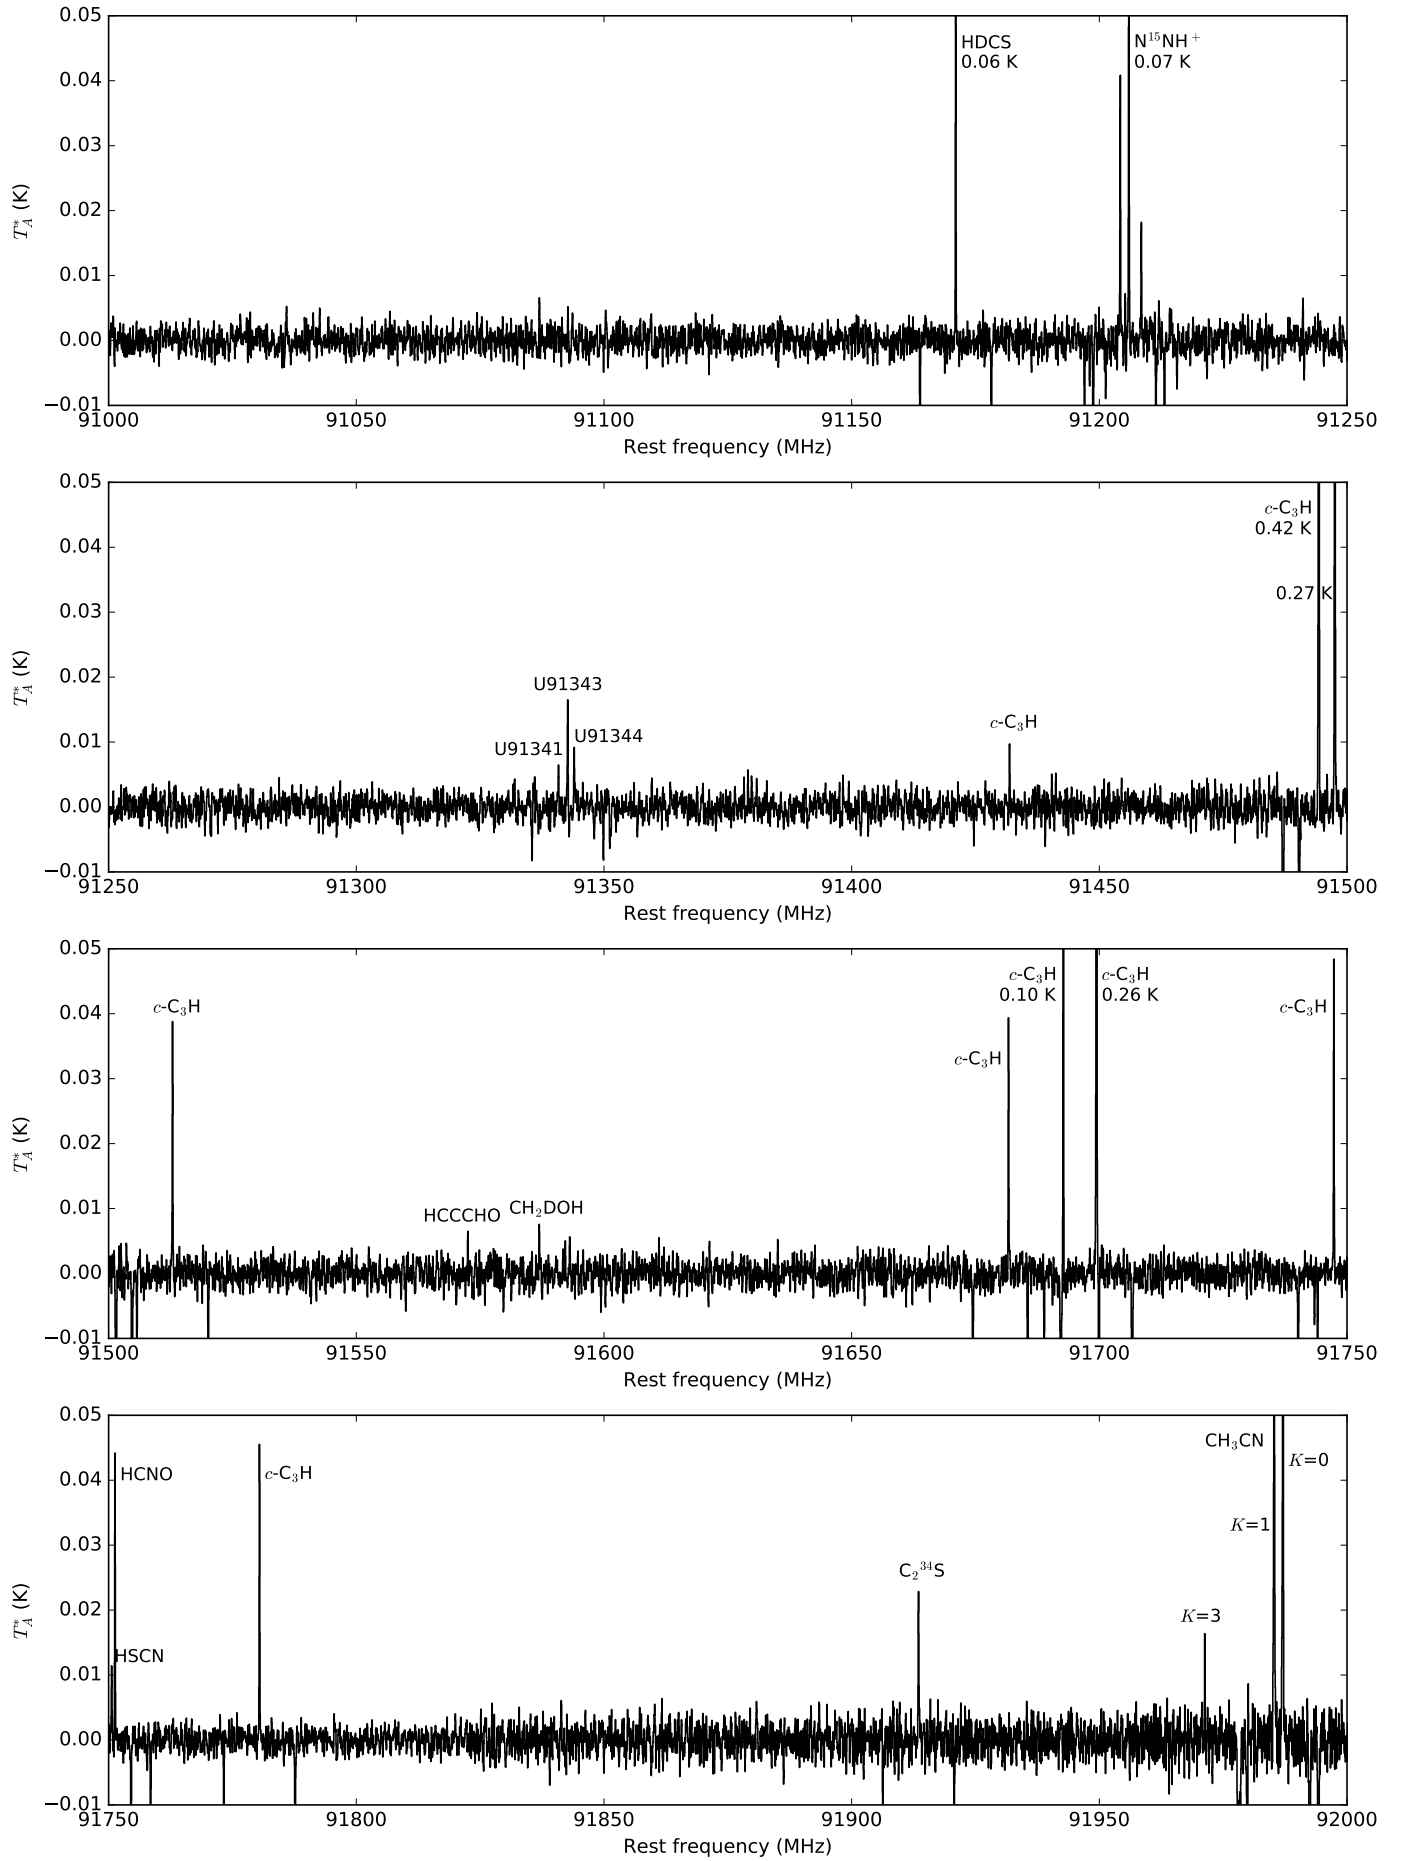 0.05
HDCS
0.06 K
N¹⁵NH⁺
0.07 K
0.04
0.03
0.02
0.01
0.00
−0.01
T*A (K)
91000 91050 91100 91150 91200 91250
Rest frequency (MHz)
0.05
c-C₃H
0.42 K
0.04
0.27 K
0.03
0.02
U91343
U91344
U91341
c-C₃H
0.01
0.00
−0.01
T*A (K)
91250 91300 91350 91400 91450 91500
Rest frequency (MHz)
0.05
c-C₃H
0.10 K
c-C₃H
0.26 K
0.04
c-C₃H
c-C₃H
c-C₃H
0.03
0.02
0.01
HCCCHO
CH₂DOH
0.00
−0.01
T*A (K)
91500 91550 91600 91650 91700 91750
Rest frequency (MHz)
0.05
CH₃CN
K=0
0.04
HCNO
c-C₃H
K=1
0.03
C₂³⁴S
0.02
K=3
HSCN
0.01
0.00
−0.01
T*A (K)
91750 91800 91850 91900 91950 92000
Rest frequency (MHz)